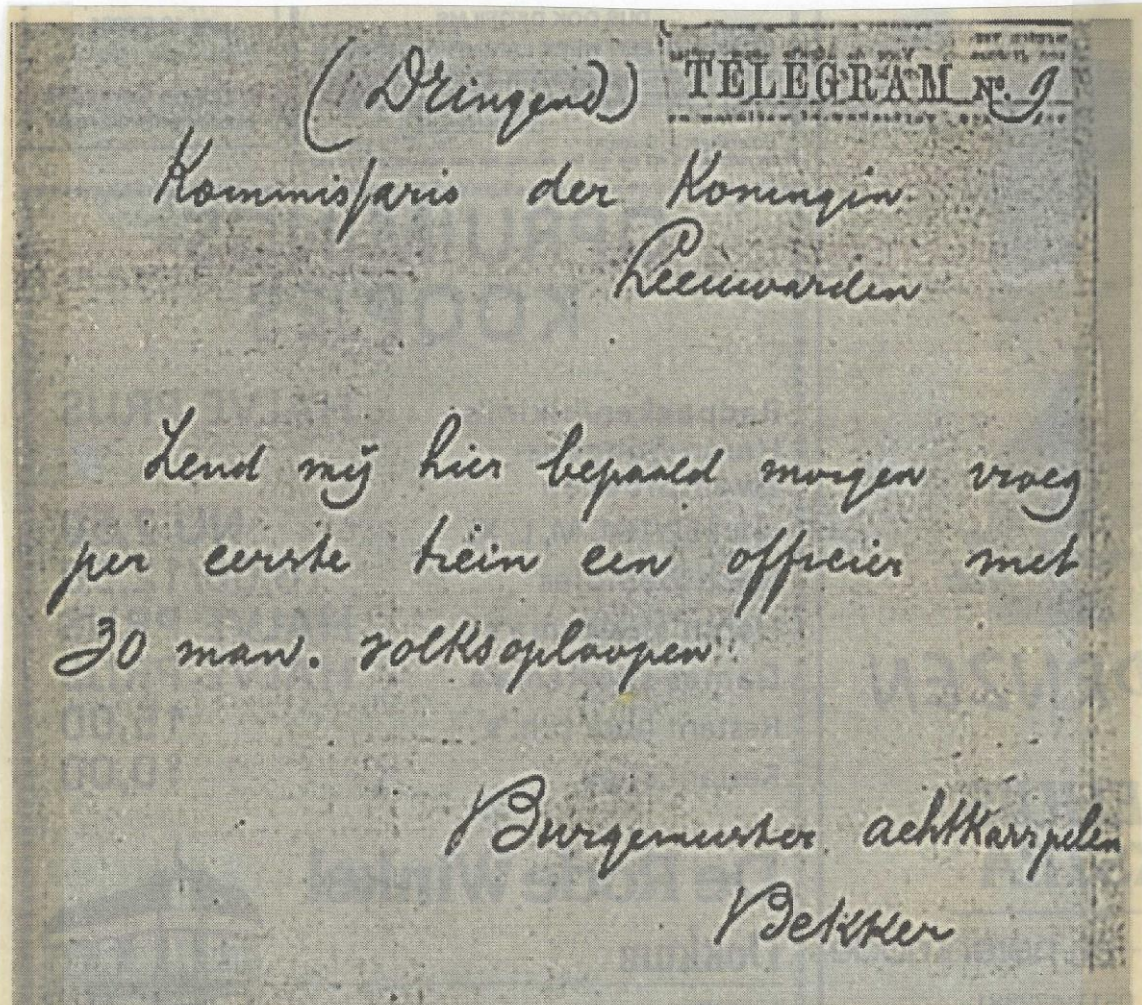 (Dringend) TELEGRAM No. 9
Kommissaris der Koningin
Leeuwarden
Zend mij hier bepaald morgen vroeg
per eerste trein een officier met
30 man. volksoploopen
Burgemeester achtkarspelen
Bekker